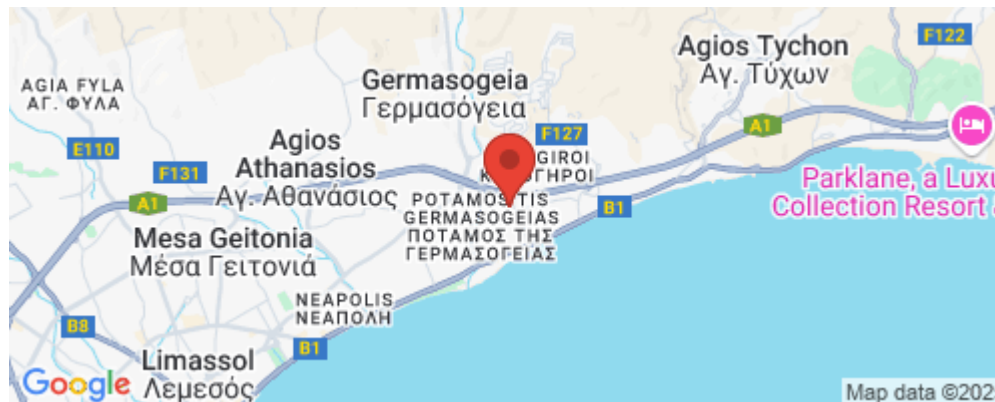 Agios Tychon
Αγ. Τύχων
F122
Germasogeia
Γερμασόγεια
AGIA FYLA
ΑΓ. ΦΥΛΑ
A1
F127
E110
Agios
Athanasios
Αγ. Αθανάσιος
F131
GIROI
ΓΗΡΟΙ
Parklane, a Luxu
Collection Resort
A1
POTAMOS TIS
GERMASOGEIAS
ΠΟΤΑΜΟΣ ΤΗΣ
ΓΕΡΜΑΣΟΓΕΙΑΣ
B1
Mesa Geitonia
Μέσα Γειτονιά
NEAPOLIS
ΝΕΑΠΟΛΗ
B8
B1
Limassol
Λεμεσός
Google
Map data ©202